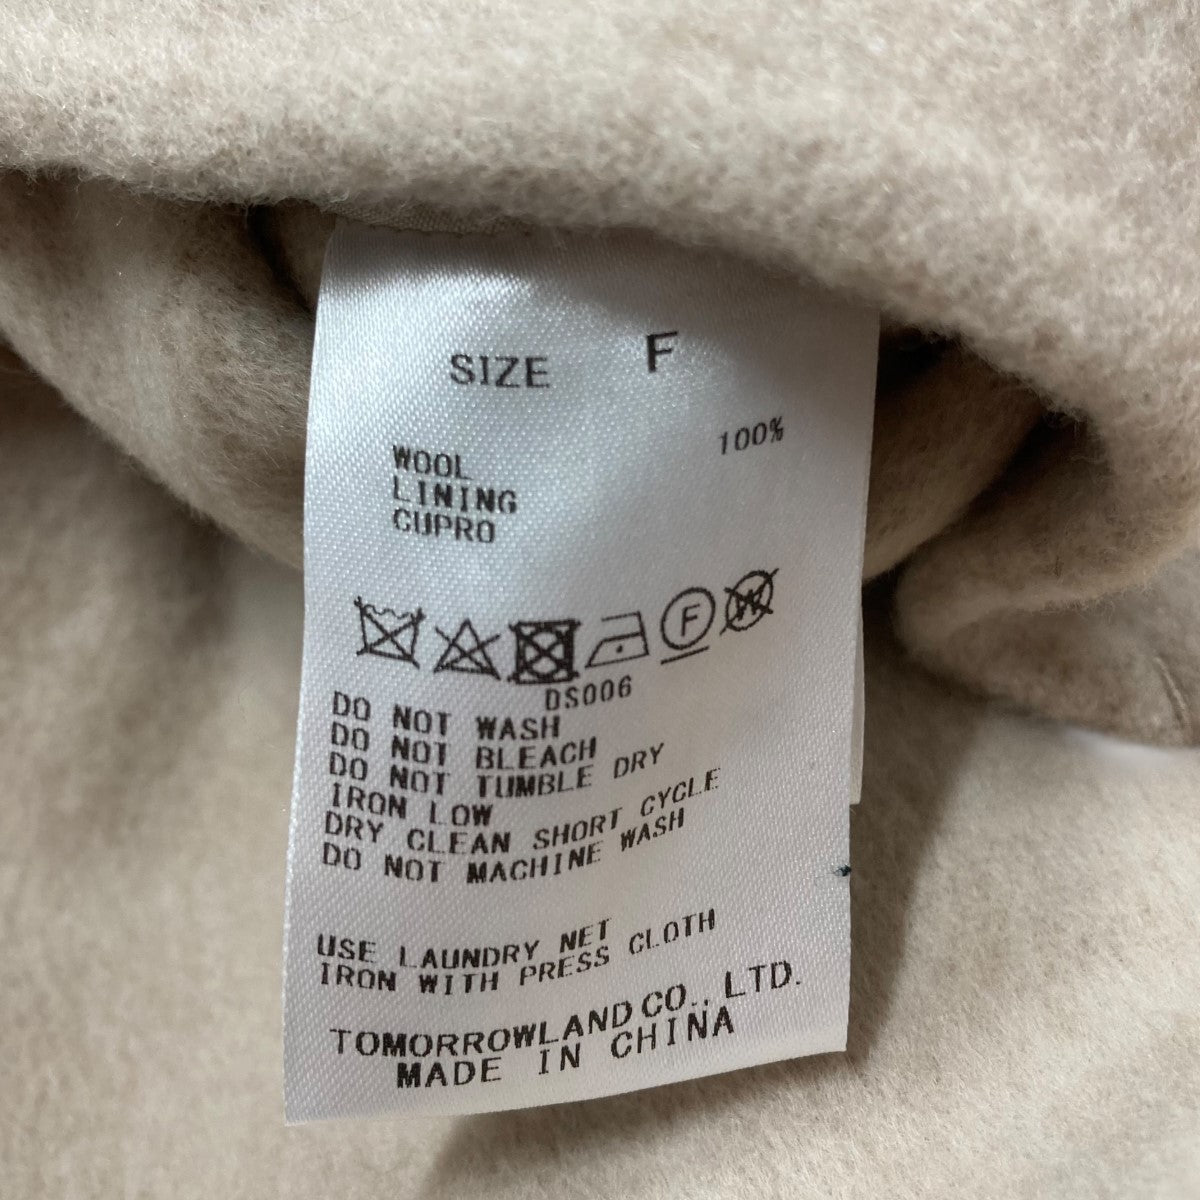 SIZE F
WOOL 100%
LINING
CUPRO
F W
DS006
DO NOT WASH
DO NOT BLEACH
DO NOT TUMBLE DRY
IRON LOW
DRY CLEAN SHORT CYCLE
DO NOT MACHINE WASH
USE LAUNDRY NET
IRON WITH PRESS CLOTH
TOMORROWLAND CO., LTD.
MADE IN CHINA